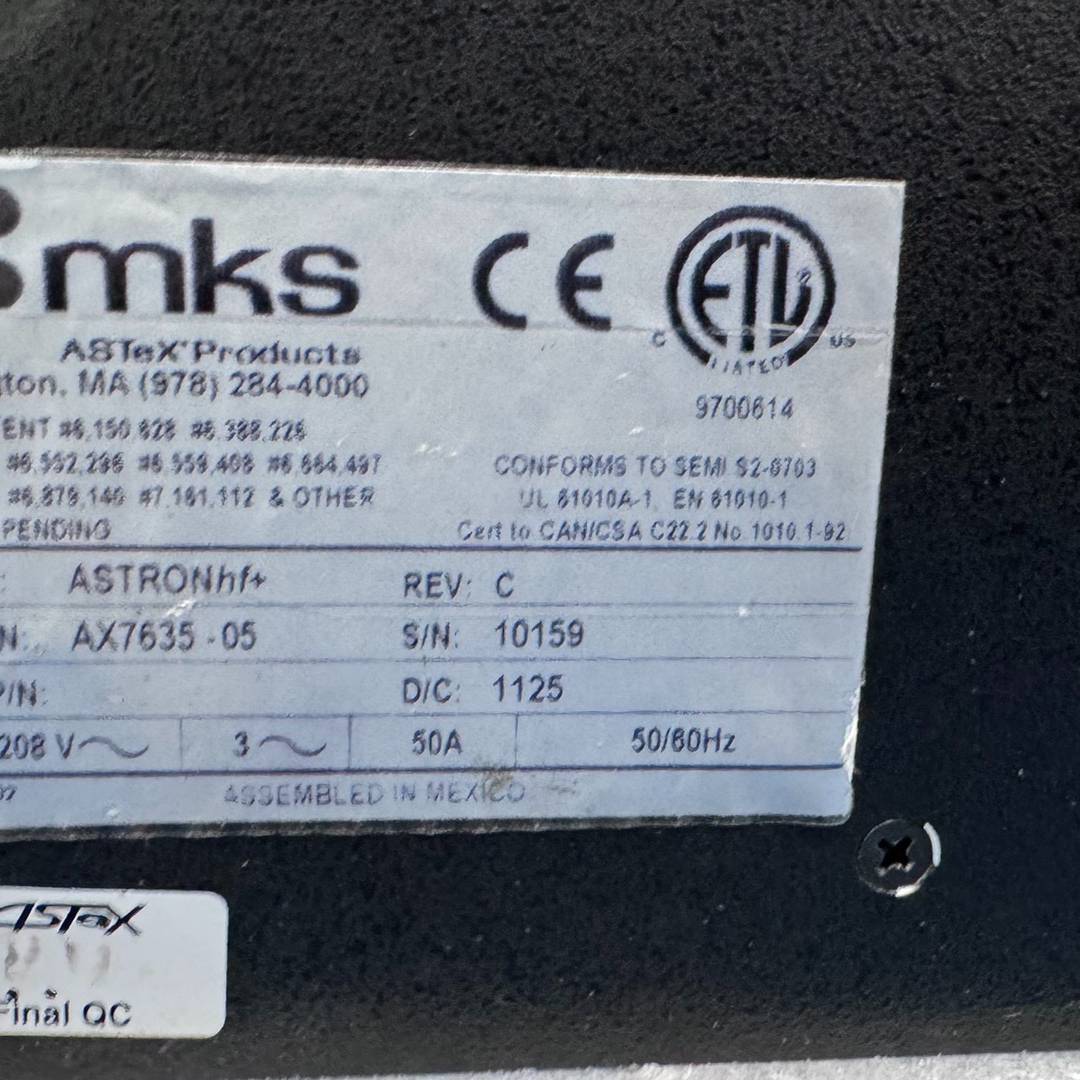 mks
CE
ETL
C US
LISTED
ASTeX Products
ton, MA (978) 284-4000
9700614
ENT #6,150,628 #6,388,226
#6,552,296 #6,559,408 #6,664,497
CONFORMS TO SEMI S2-0703
#6,879,140 #7,161,112 & OTHER
UL 61010A-1, EN 61010-1
PENDING
Cert to CAN/CSA C22.2 No 1010.1-92
: ASTRONhf+ REV: C
N: AX7635-05 S/N: 10159
P/N: D/C: 1125
208 V 3 50A 50/60Hz
ASSEMBLED IN MEXICO
ASTeX
Final QC